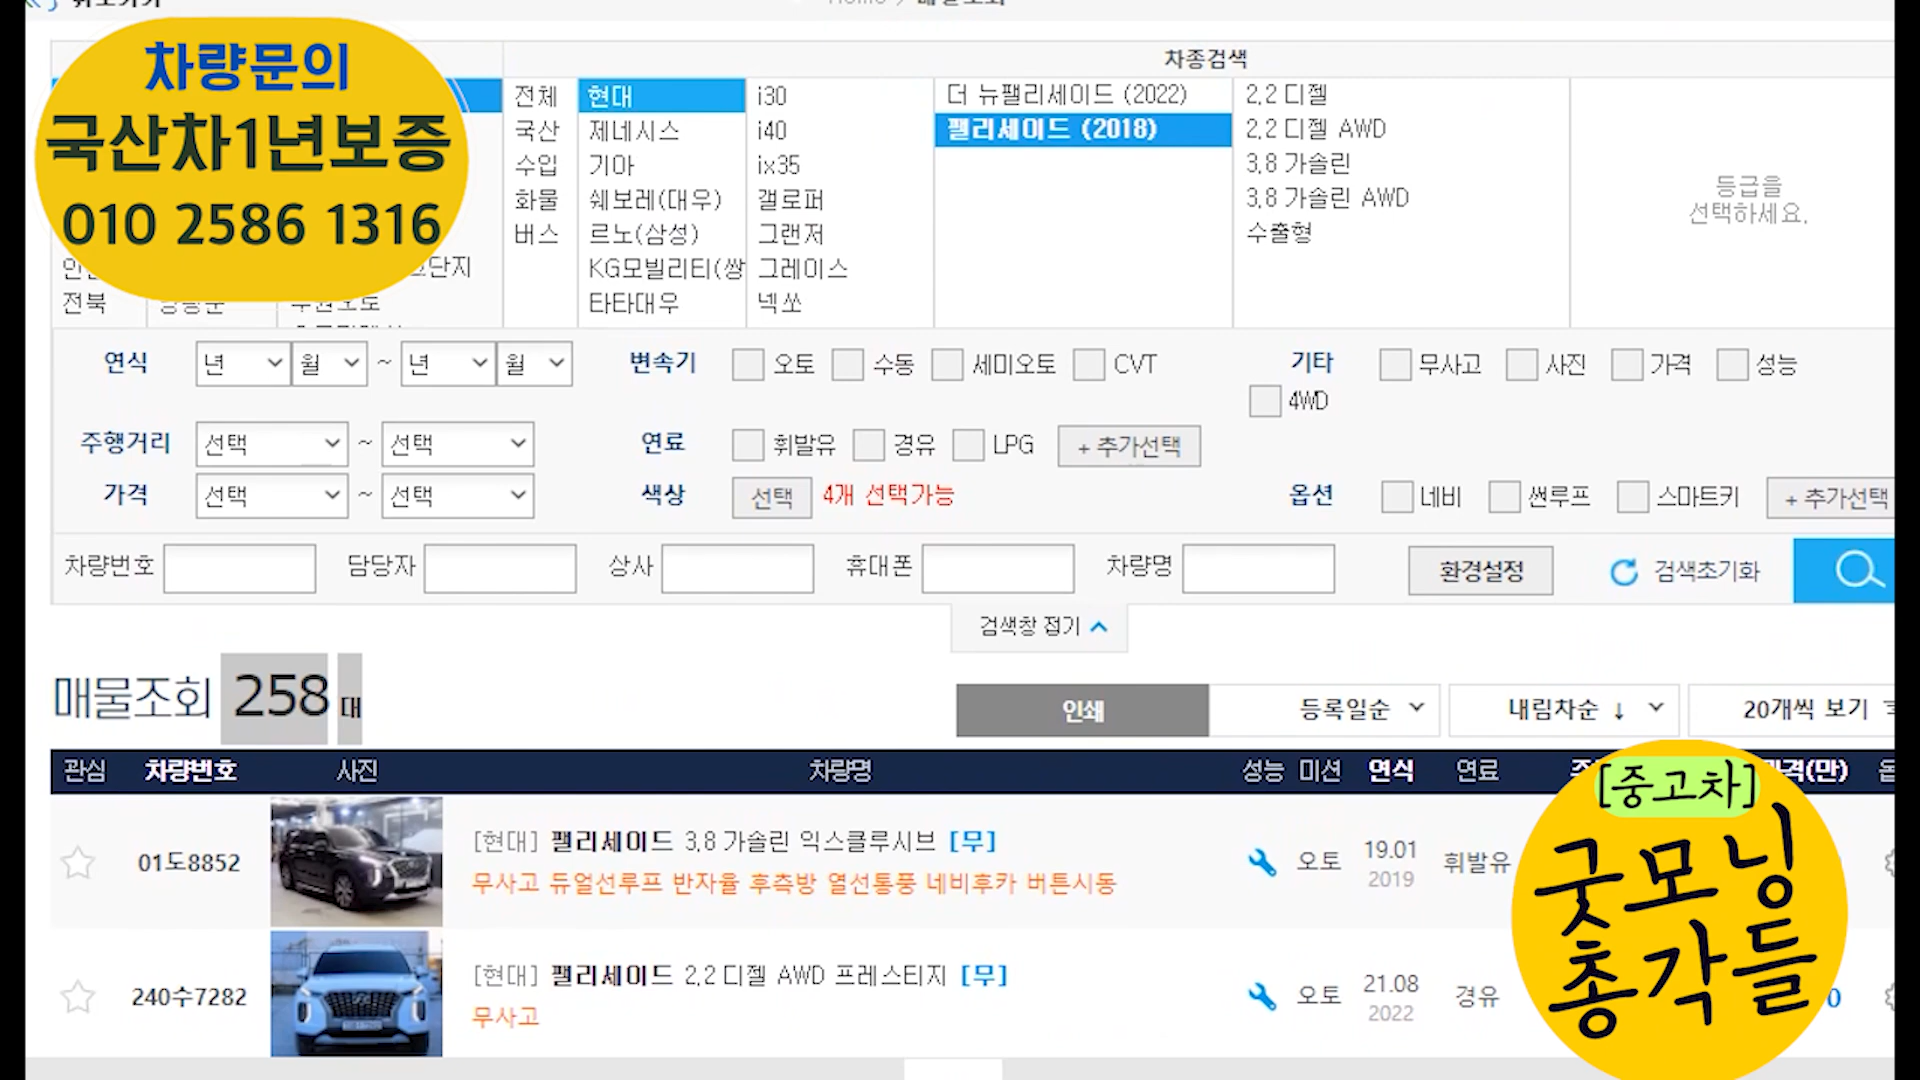 Home > 매물조회
차량문의
국산차1년보증
010 2586 1316
차종검색
전체
국산
수입
화물
버스
현대
제네시스
기아
쉐보레(대우)
르노(삼성)
KG모빌리티(쌍
타타대우
i30
i40
ix35
갤로퍼
그랜저
그레이스
넥쏘
더 뉴팰리세이드 (2022)
팰리세이드 (2018)
2.2 디젤
2.2 디젤 AWD
3.8 가솔린
3.8 가솔린 AWD
수출형
등급을
선택하세요.
단지
전북
연식 년 월 ~ 년 월 변속기 오토 수동 세미오토 CVT 기타 무사고 사진 가격 성능
4WD
주행거리 선택 ~ 선택 연료 휘발유 경유 LPG + 추가선택
가격 선택 ~ 선택 색상 선택 4개 선택가능 옵션 네비 썬루프 스마트키 + 추가선택
차량번호 담당자 상사 휴대폰 차량명 환경설정 검색초기화
검색창 접기
매물조회 258 대 인쇄 등록일순 내림차순 ↓ 20개씩 보기
관심 차량번호 사진 차량명 성능 미션 연식 연료 가격(만)
01도8852 [현대] 팰리세이드 3.8 가솔린 익스클루시브 [무] 오토 19.01 휘발유
무사고 듀얼선루프 반자율 후측방 열선통풍 네비후카 버튼시동 2019
240수7282 [현대] 팰리세이드 2.2 디젤 AWD 프레스티지 [무] 오토 21.08 경유
무사고 2022
[중고차]
굿모닝
총각들